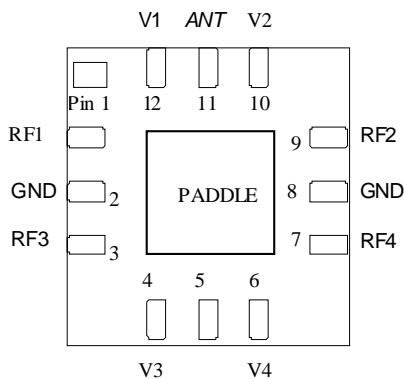 V1 ANT V2
Pin 1 12 11 10
RF1 9 RF2
GND 2 PADDLE 8 GND
RF3 3 7 RF4
4 5 6
V3 V4